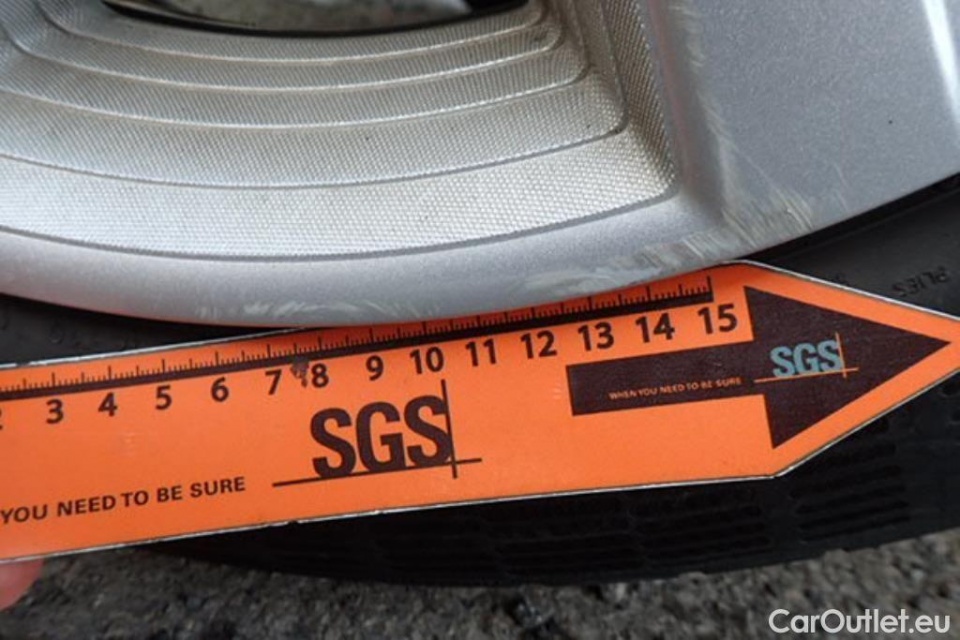 PLIES
3 4 5 6 7 8 9 10 11 12 13 14 15
SGS
WHEN YOU NEED TO BE SURE
SGS
YOU NEED TO BE SURE
CarOutlet.eu